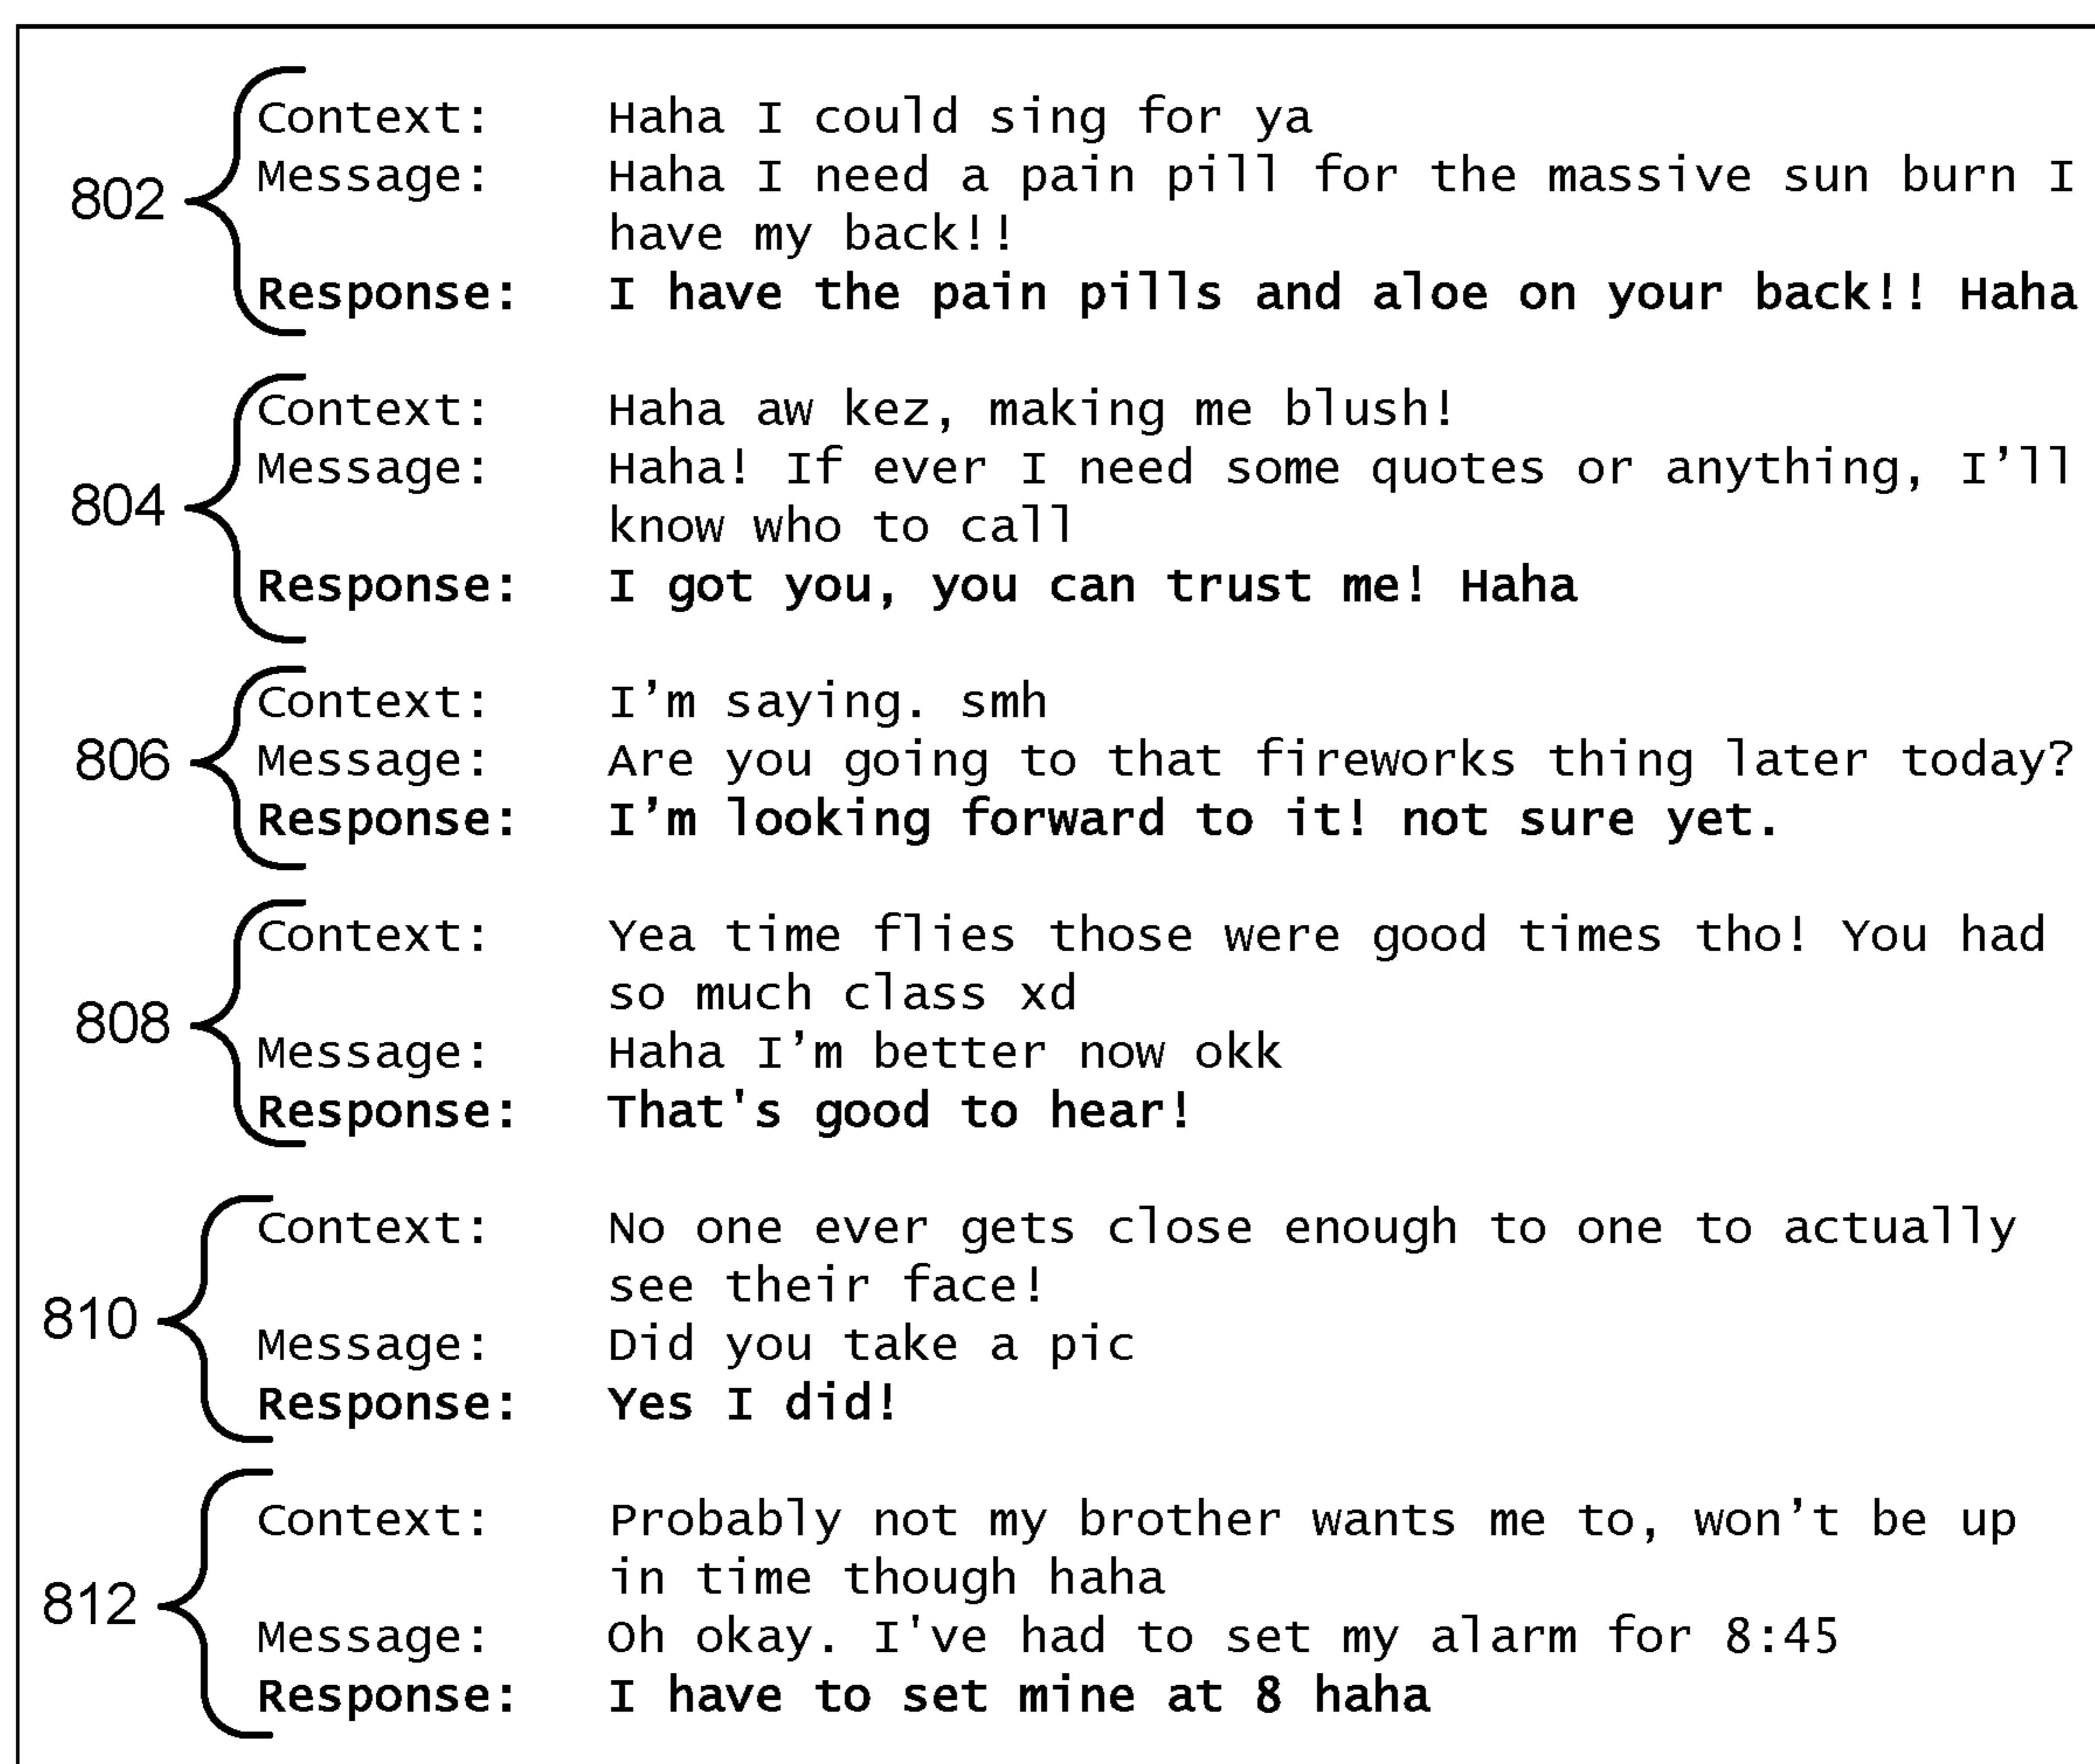 Context: Haha I could sing for ya
802 Message: Haha I need a pain pill for the massive sun burn I
have my back!!
Response: I have the pain pills and aloe on your back!! Haha
Context: Haha aw kez, making me blush!
Message: Haha! If ever I need some quotes or anything, I’ll
804 know who to call
Response: I got you, you can trust me! Haha
Context: I’m saying. smh
806 Message: Are you going to that fireworks thing later today?
Response: I’m looking forward to it! not sure yet.
Context: Yea time flies those were good times tho! You had
so much class xd
808 Message: Haha I’m better now okk
Response: That's good to hear!
Context: No one ever gets close enough to one to actually
see their face!
810 Message: Did you take a pic
Response: Yes I did!
Context: Probably not my brother wants me to, won’t be up
in time though haha
812 Message: Oh okay. I've had to set my alarm for 8:45
Response: I have to set mine at 8 haha